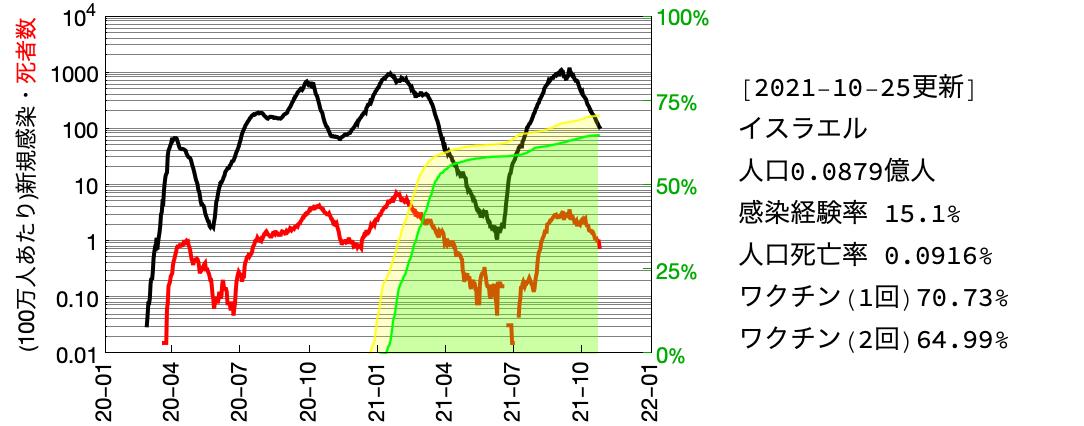 (100万人あたり)新規感染・死者数
10^4
1000
100
10
1
0.10
0.01
100%
75%
50%
25%
0%
20-01
20-04
20-07
20-10
21-01
21-04
21-07
21-10
22-01
[2021-10-25更新]
イスラエル
人口0.0879億人
感染経験率 15.1%
人口死亡率 0.0916%
ワクチン(1回)70.73%
ワクチン(2回)64.99%